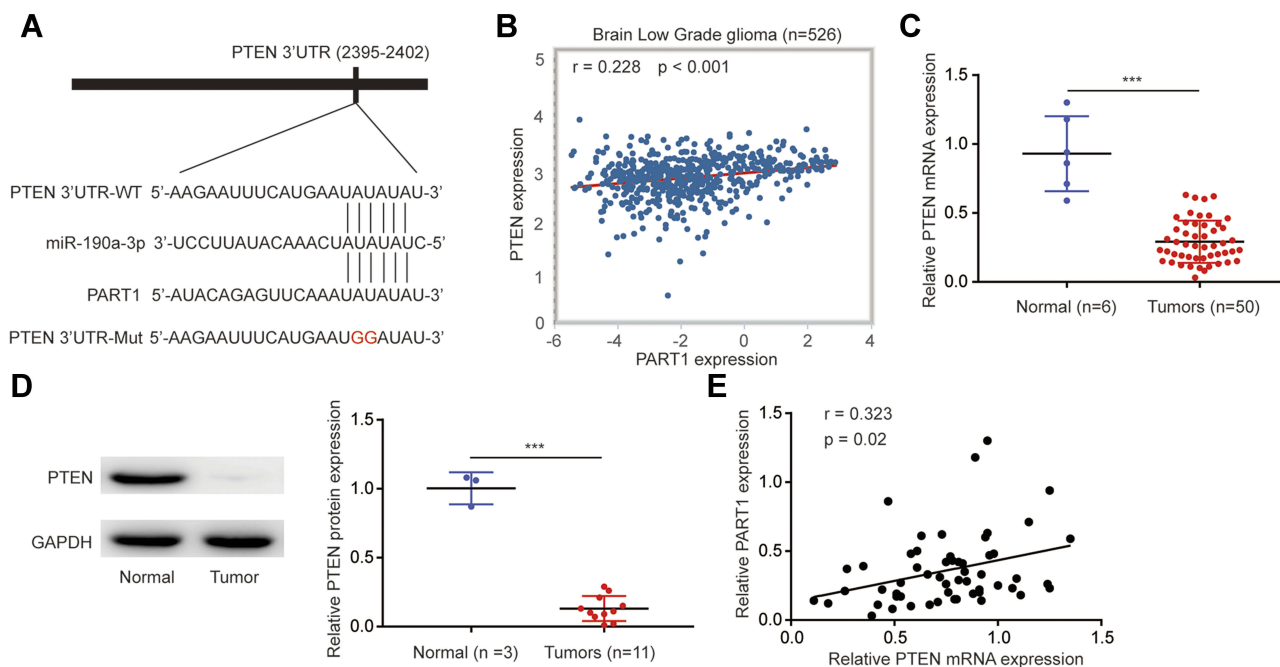 A
PTEN 3’UTR (2395-2402)
PTEN 3’UTR-WT 5’-AAGAAUUUCAUGAAUAUAUAU-3’
miR-190a-3p 3’-UCCUUAUACAAACUAUAUAUC-5’
PART1 5’-AUACAGAGUUCAAAUAUAUAU-3’
PTEN 3’UTR-Mut 5’-AAGAAUUUCAUGAAUGGAUAU-3’
B
Brain Low Grade glioma (n=526)
r = 0.228 p < 0.001
PTEN expression
5
4
3
2
1
0
-6 -4 -2 0 2 4
PART1 expression
C
Relative PTEN mRNA expression
1.5
1.0
0.5
0.0
***
Normal (n=6) Tumors (n=50)
D
PTEN
GAPDH
Normal Tumor
Relative PTEN protein expression
1.5
1.0
0.5
0.0
***
Normal (n =3) Tumors (n=11)
E
r = 0.323
p = 0.02
Relative PART1 expression
1.5
1.0
0.5
0.0
0.0 0.5 1.0 1.5
Relative PTEN mRNA expression